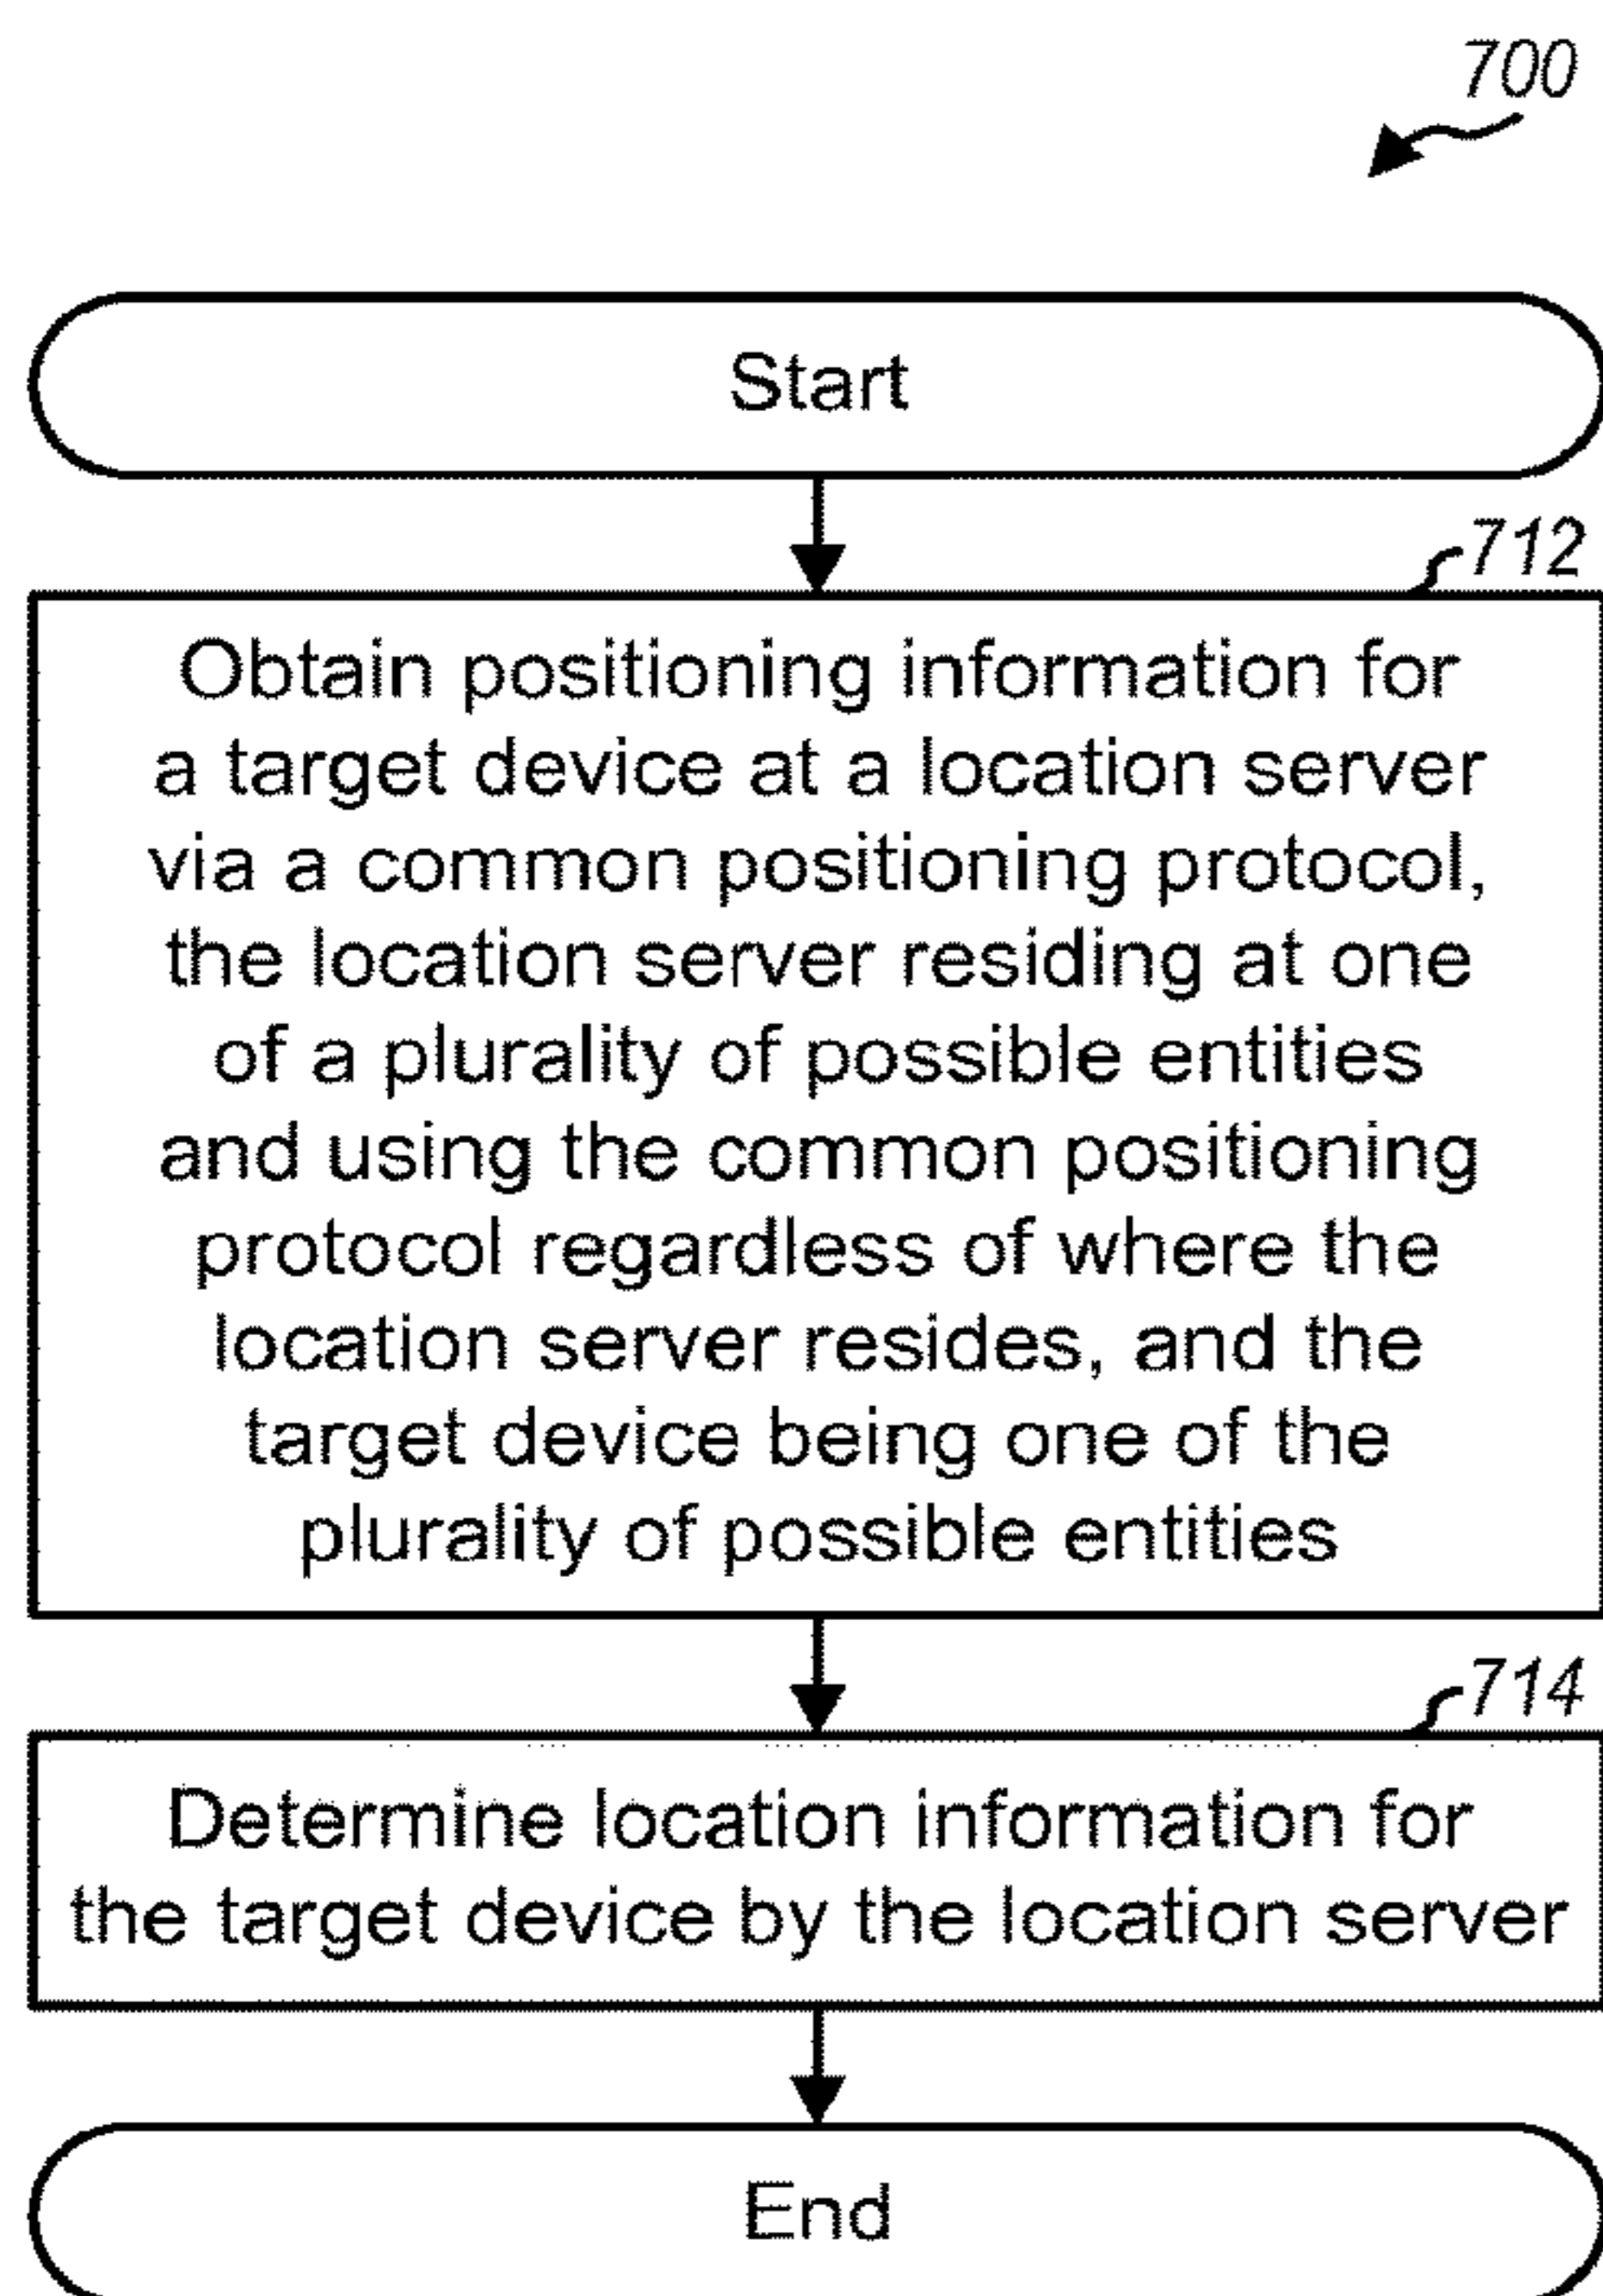 700
Start
712
Obtain positioning information for
a target device at a location server
via a common positioning protocol,
the location server residing at one
of a plurality of possible entities
and using the common positioning
protocol regardless of where the
location server resides, and the
target device being one of the
plurality of possible entities
714
Determine location information for
the target device by the location server
End